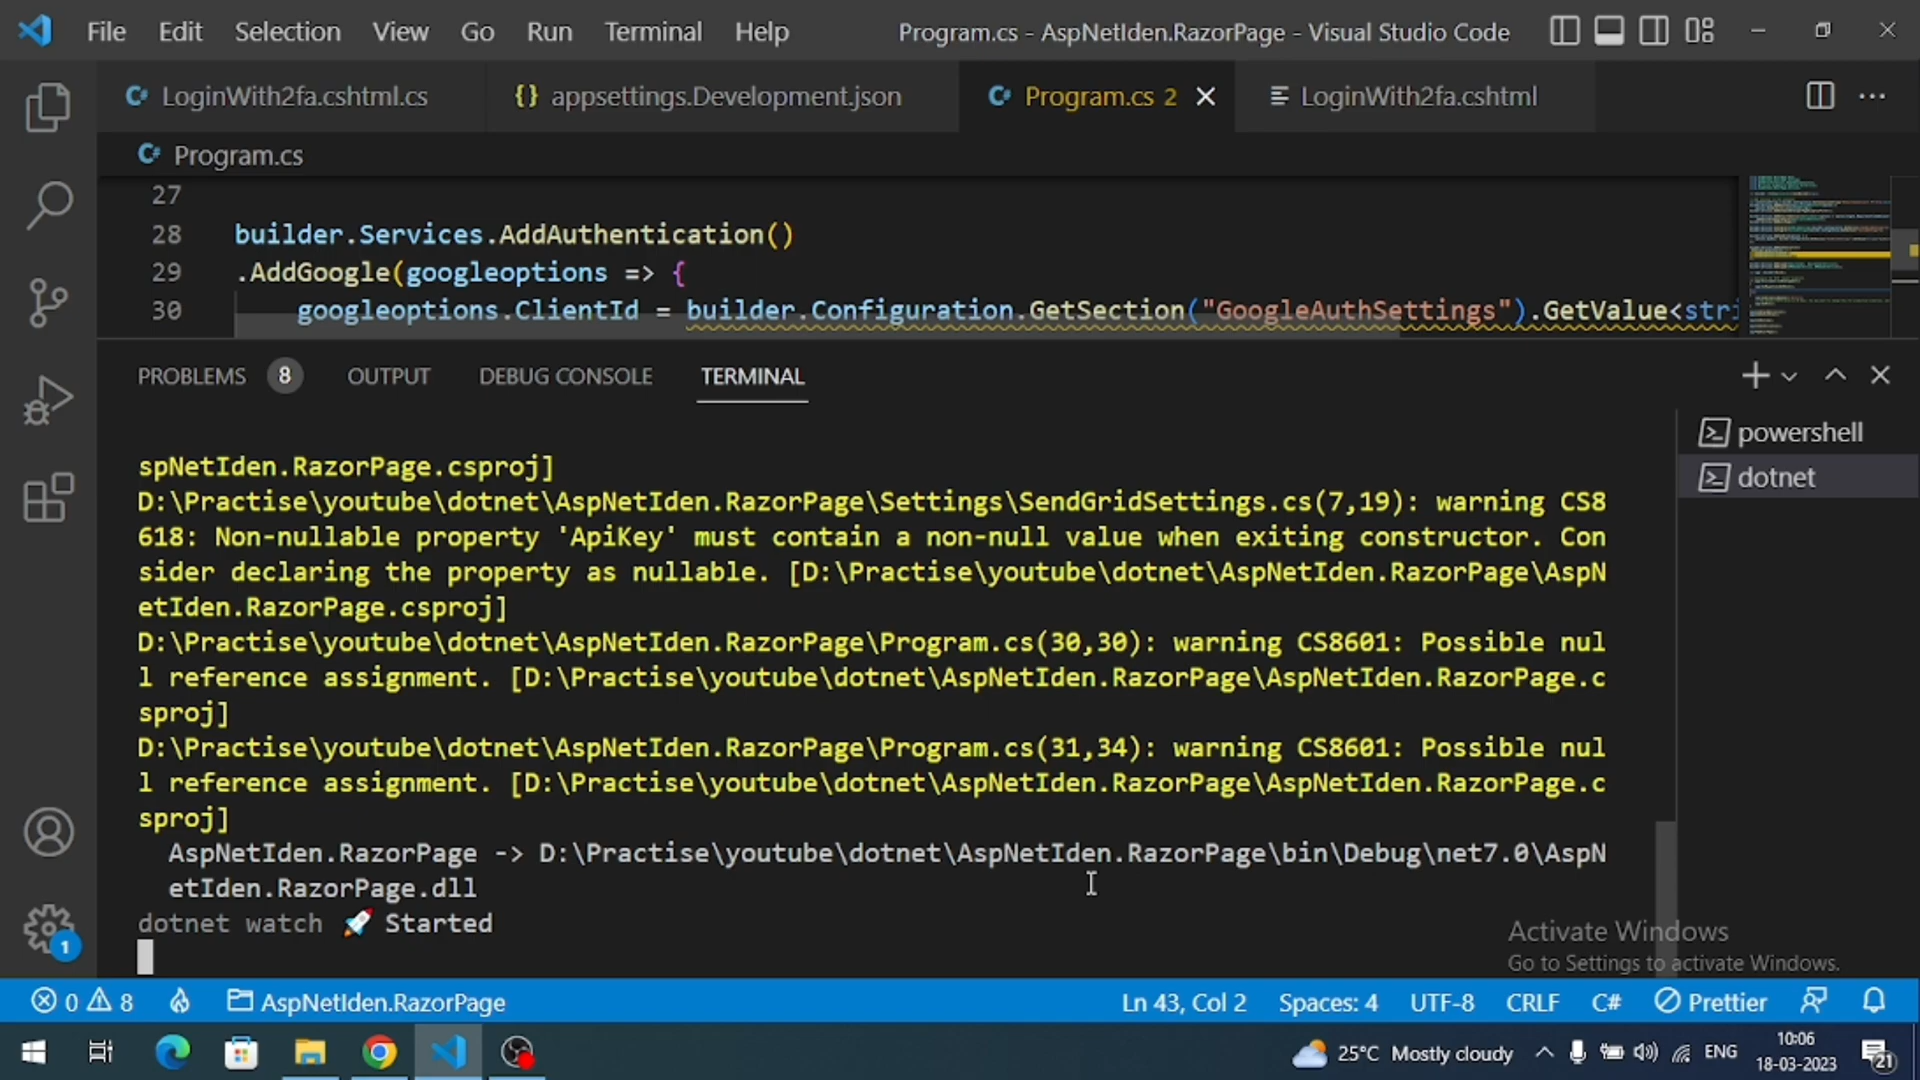 File Edit Selection View Go Run Terminal Help Program.cs - AspNetIden.RazorPage - Visual Studio Code
LoginWith2fa.cshtml.cs {} appsettings.Development.json Program.cs 2 LoginWith2fa.cshtml
Program.cs
27
28 builder.Services.AddAuthentication()
29 .AddGoogle(googleoptions => {
30 googleoptions.ClientId = builder.Configuration.GetSection("GoogleAuthSettings").GetValue<stri
PROBLEMS 8 OUTPUT DEBUG CONSOLE TERMINAL
powershell
dotnet
spNetIden.RazorPage.csproj]
D:\Practise\youtube\dotnet\AspNetIden.RazorPage\Settings\SendGridSettings.cs(7,19): warning CS8
618: Non-nullable property 'ApiKey' must contain a non-null value when exiting constructor. Con
sider declaring the property as nullable. [D:\Practise\youtube\dotnet\AspNetIden.RazorPage\AspN
etIden.RazorPage.csproj]
D:\Practise\youtube\dotnet\AspNetIden.RazorPage\Program.cs(30,30): warning CS8601: Possible nul
l reference assignment. [D:\Practise\youtube\dotnet\AspNetIden.RazorPage\AspNetIden.RazorPage.c
sproj]
D:\Practise\youtube\dotnet\AspNetIden.RazorPage\Program.cs(31,34): warning CS8601: Possible nul
l reference assignment. [D:\Practise\youtube\dotnet\AspNetIden.RazorPage\AspNetIden.RazorPage.c
sproj]
AspNetIden.RazorPage -> D:\Practise\youtube\dotnet\AspNetIden.RazorPage\bin\Debug\net7.0\AspN
etIden.RazorPage.dll
dotnet watch 🚀 Started
Activate Windows
Go to Settings to activate Windows.
1
0 8 AspNetIden.RazorPage Ln 43, Col 2 Spaces: 4 UTF-8 CRLF C# Prettier
25°C Mostly cloudy ENG 10:06
18-03-2023
21